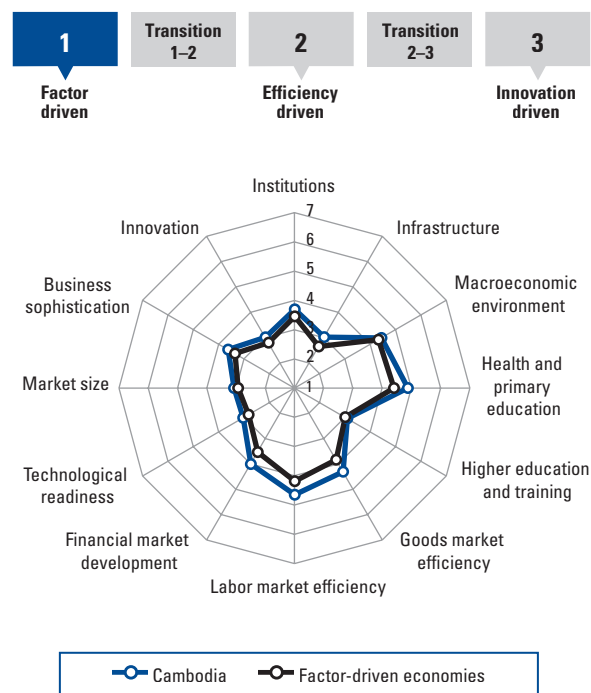 1
Transition
1–2
2
Transition
2–3
3
Factor
driven
Efficiency
driven
Innovation
driven
Institutions
Innovation
Infrastructure
Business
sophistication
Macroeconomic
environment
Market size
Health and
primary
education
Technological
readiness
Higher education
and training
Financial market
development
Goods market
efficiency
Labor market efficiency
7
6
5
4
3
2
1
Cambodia
Factor-driven economies